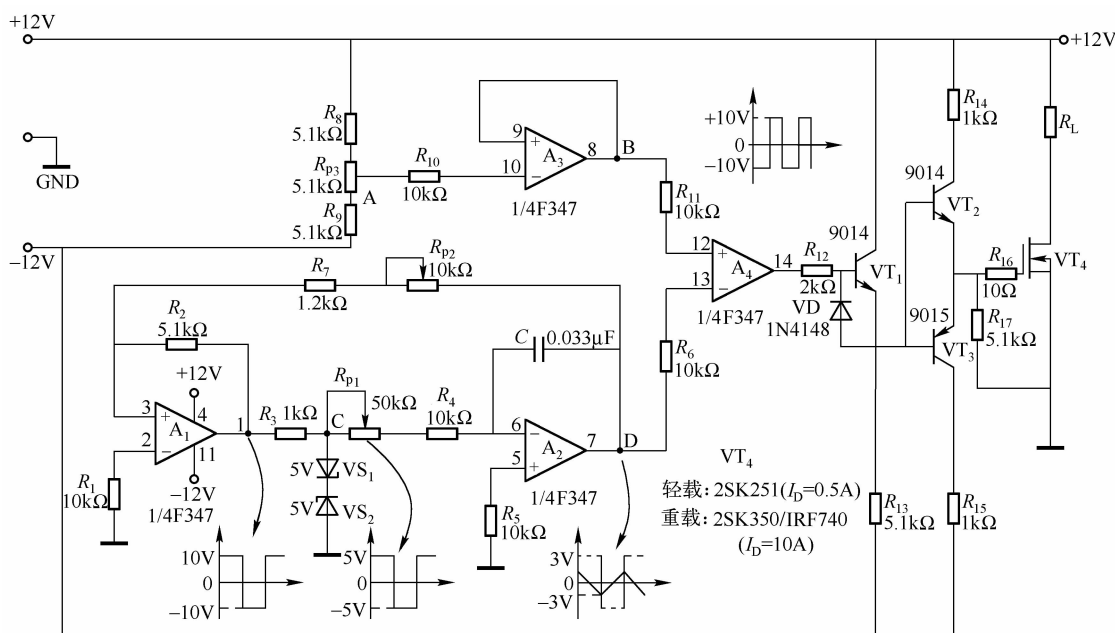 +12V
+12V
GND
−12V
R8
5.1kΩ
Rp3
5.1kΩ
A
R9
5.1kΩ
R10
10kΩ
9
+
10
−
A3
8
B
1/4F347
+10V
0
−10V
R11
10kΩ
12
+
13
−
A4
14
1/4F347
R12
2kΩ
VD
1N4148
9014
VT1
R14
1kΩ
9014
VT2
9015
VT3
RL
R16
10Ω
VT4
R17
5.1kΩ
R7
1.2kΩ
Rp2
10kΩ
R2
5.1kΩ
+12V
3
+
2
−
A1
4
1
11
−12V
1/4F347
R1
10kΩ
R3 1kΩ
C
Rp1
50kΩ
R4
10kΩ
5V
VS1
5V
VS2
C
0.033μF
6
−
5
+
A2
7
D
1/4F347
R5
10kΩ
R6
10kΩ
10V
0
−10V
5V
0
−5V
3V
0
−3V
VT4
轻载：2SK251(ID=0.5A)
重载：2SK350/IRF740
(ID=10A)
R13
5.1kΩ
R15
1kΩ